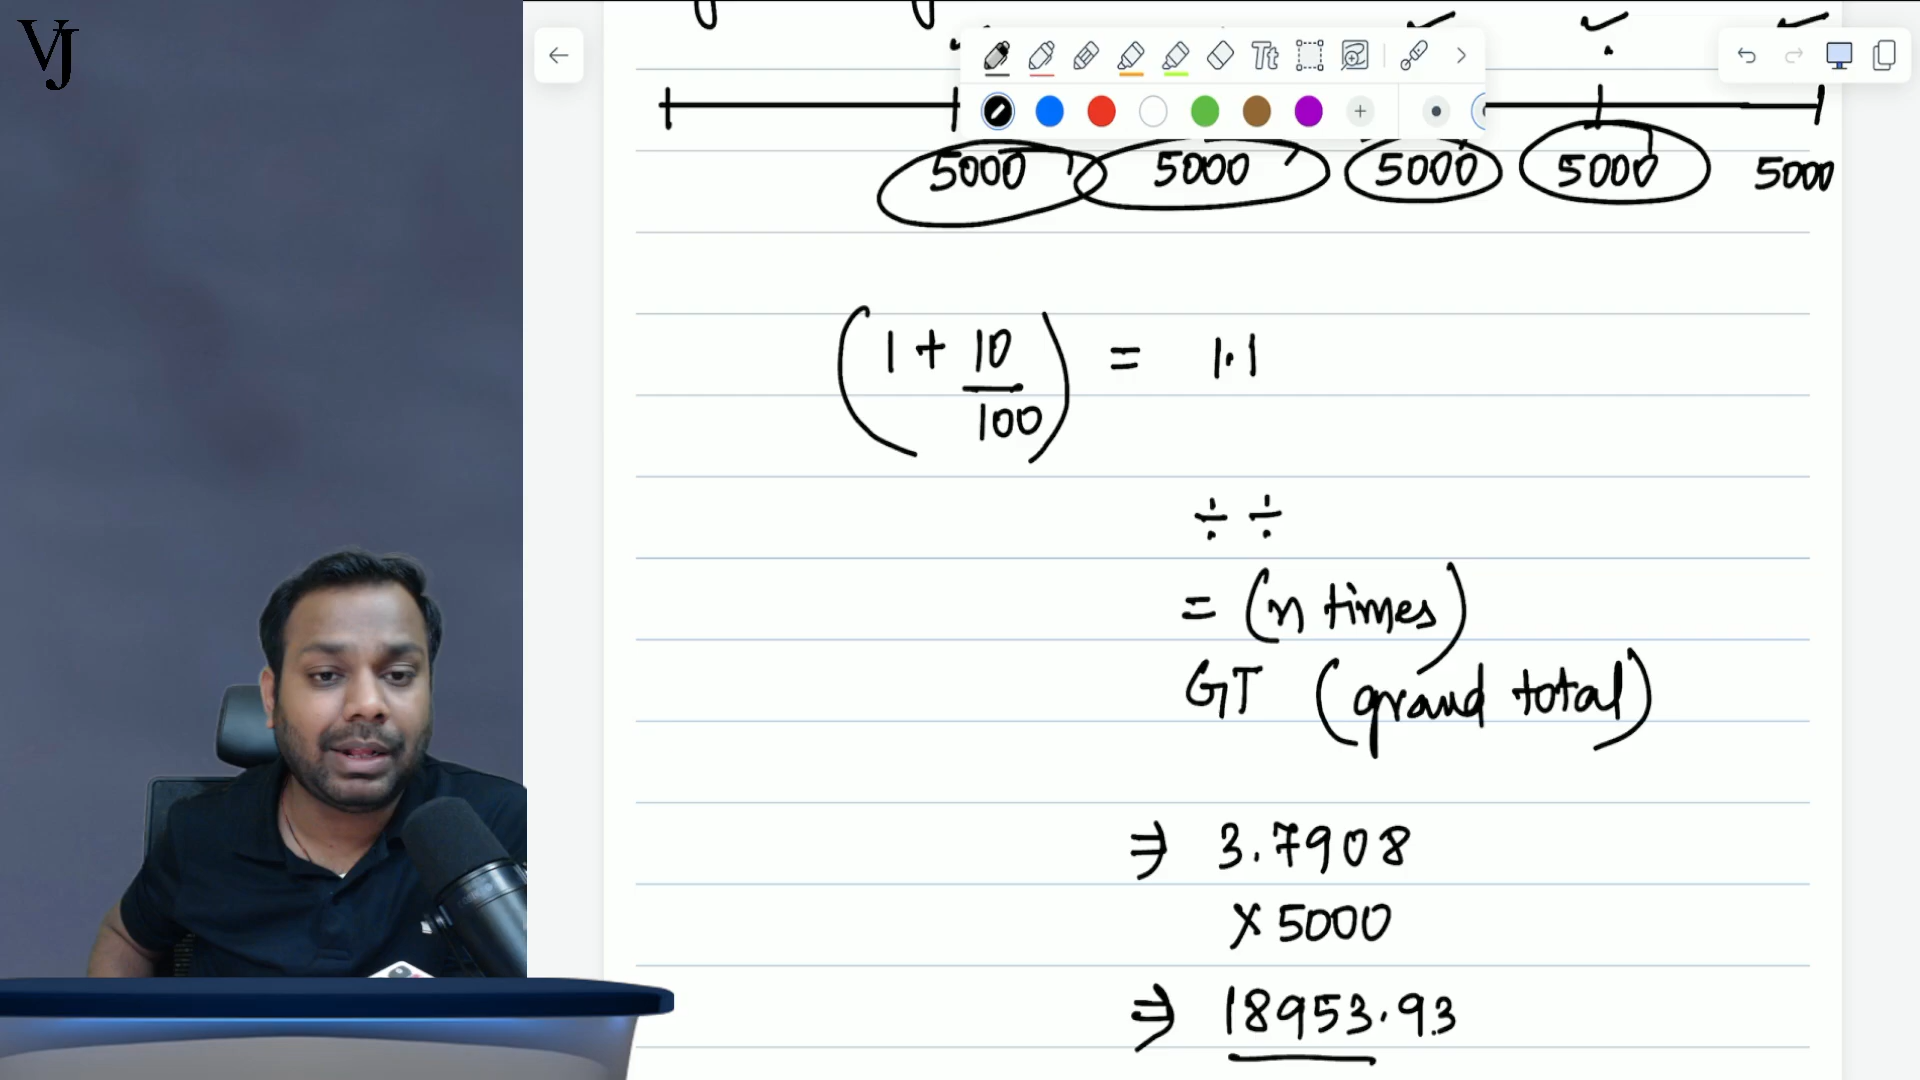 VJ
Tt
5000 5000 5000 5000 5000
(1 + 10/100) = 1.1
÷ ÷
= (n times)
GT (grand total)
⇒ 3.7908
× 5000
⇒ 18953.93